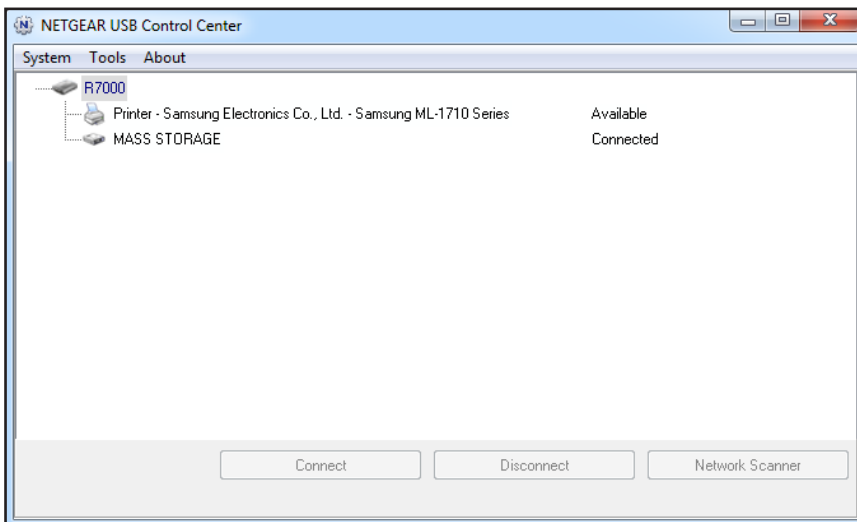 NETGEAR USB Control Center
System Tools About
R7000
Printer - Samsung Electronics Co., Ltd. - Samsung ML-1710 Series Available
MASS STORAGE Connected
Connect Disconnect Network Scanner